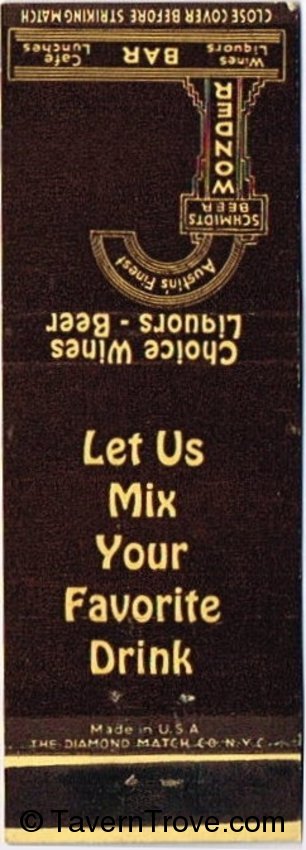 Choice Wines
Liquors - Beer
Austin's Finest
SCHMIDTS
BEER
WONDER
Wines
Liquors
BAR
Cafe
Lunches
CLOSE COVER BEFORE STRIKING MATCH
Let Us
Mix
Your
Favorite
Drink
Made in U.S.A
THE DIAMOND MATCH CO. N.Y.C.
© TavernTrove.com